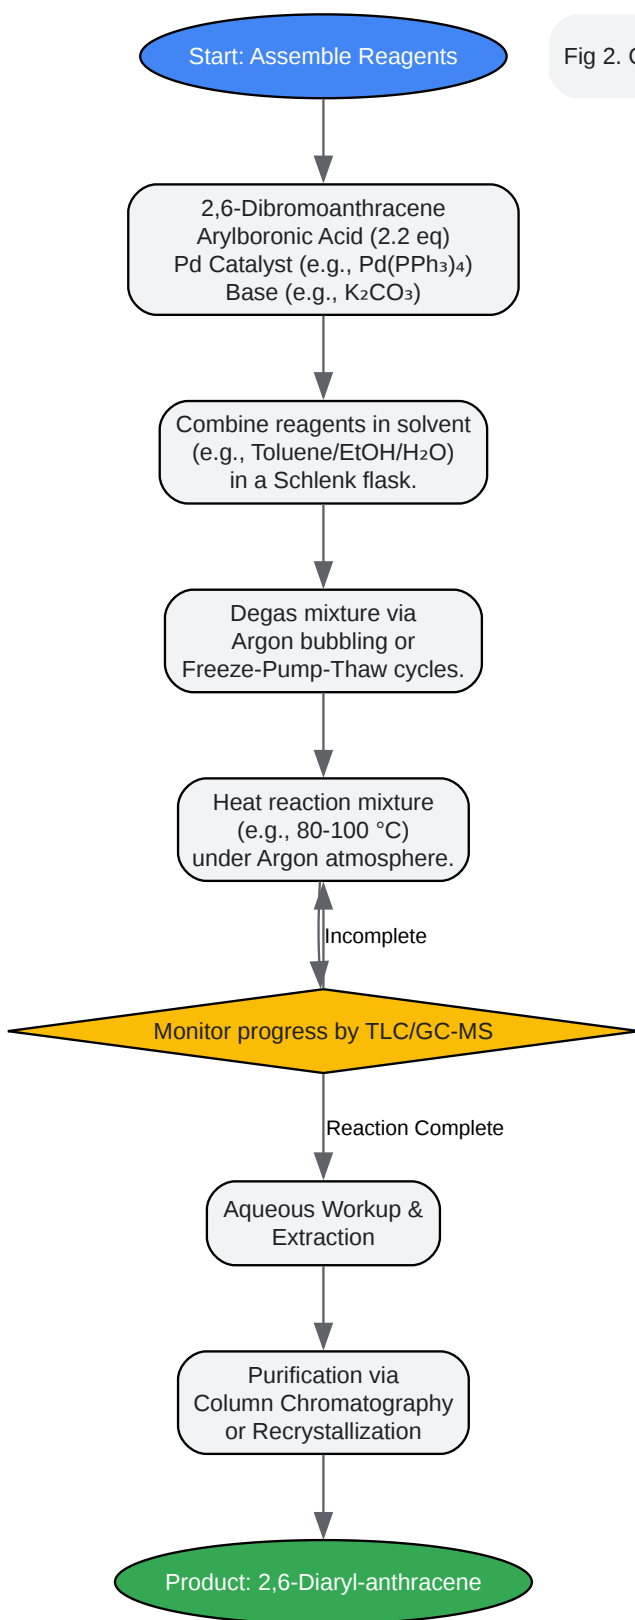 Start: Assemble Reagents
Fig 2.
2,6-Dibromoanthracene
Arylboronic Acid (2.2 eq)
Pd Catalyst (e.g., Pd(PPh₃)₄)
Base (e.g., K₂CO₃)
Combine reagents in solvent
(e.g., Toluene/EtOH/H₂O)
in a Schlenk flask.
Degas mixture via
Argon bubbling or
Freeze-Pump-Thaw cycles.
Heat reaction mixture
(e.g., 80-100 °C)
under Argon atmosphere.
Incomplete
Monitor progress by TLC/GC-MS
Reaction Complete
Aqueous Workup &
Extraction
Purification via
Column Chromatography
or Recrystallization
Product: 2,6-Diaryl-anthracene